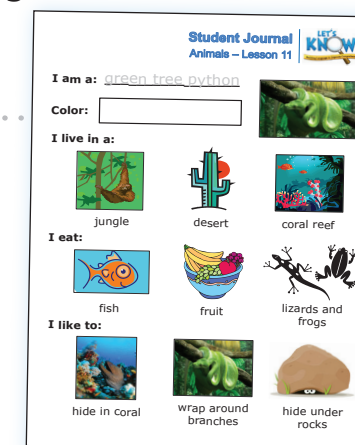 Student Journal
Animals – Lesson 11
LET'S
KNOW
I am a: green tree python
Color:
I live in a:
jungle desert coral reef
I eat:
fish fruit lizards and
frogs
I like to:
hide in coral wrap around hide under
branches rocks